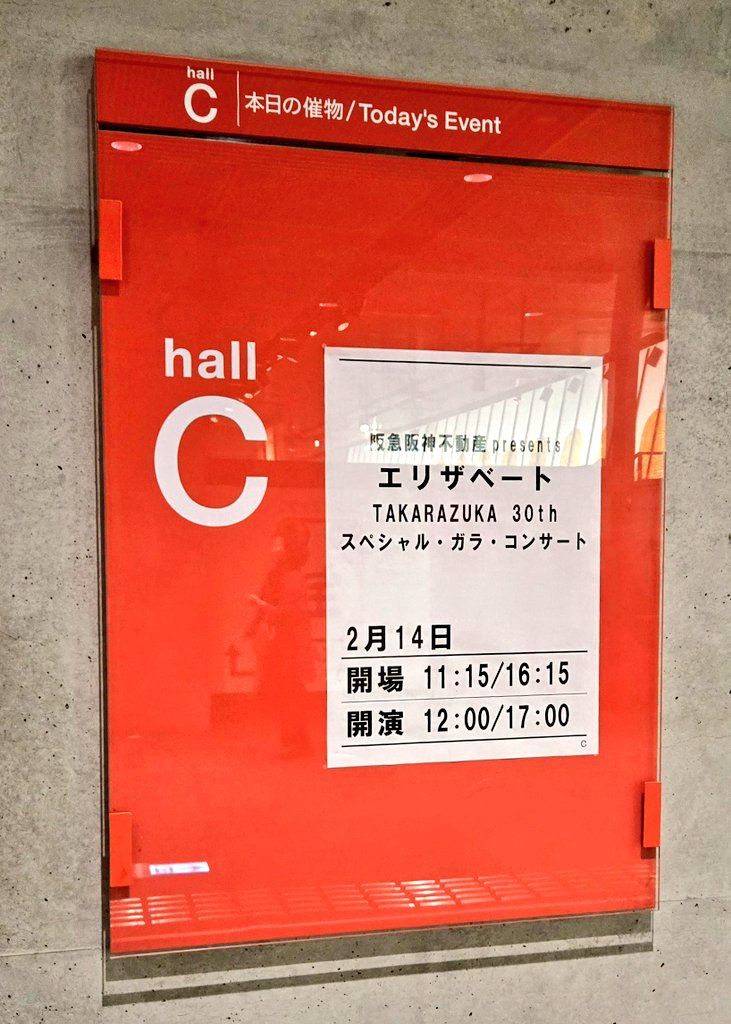 hall
C
本日の催物/Today's Event
hall
C
阪急阪神不動産presents
エリザベート
TAKARAZUKA 30th
スペシャル・ガラ・コンサート
2月14日
開場 11:15/16:15
開演 12:00/17:00
C